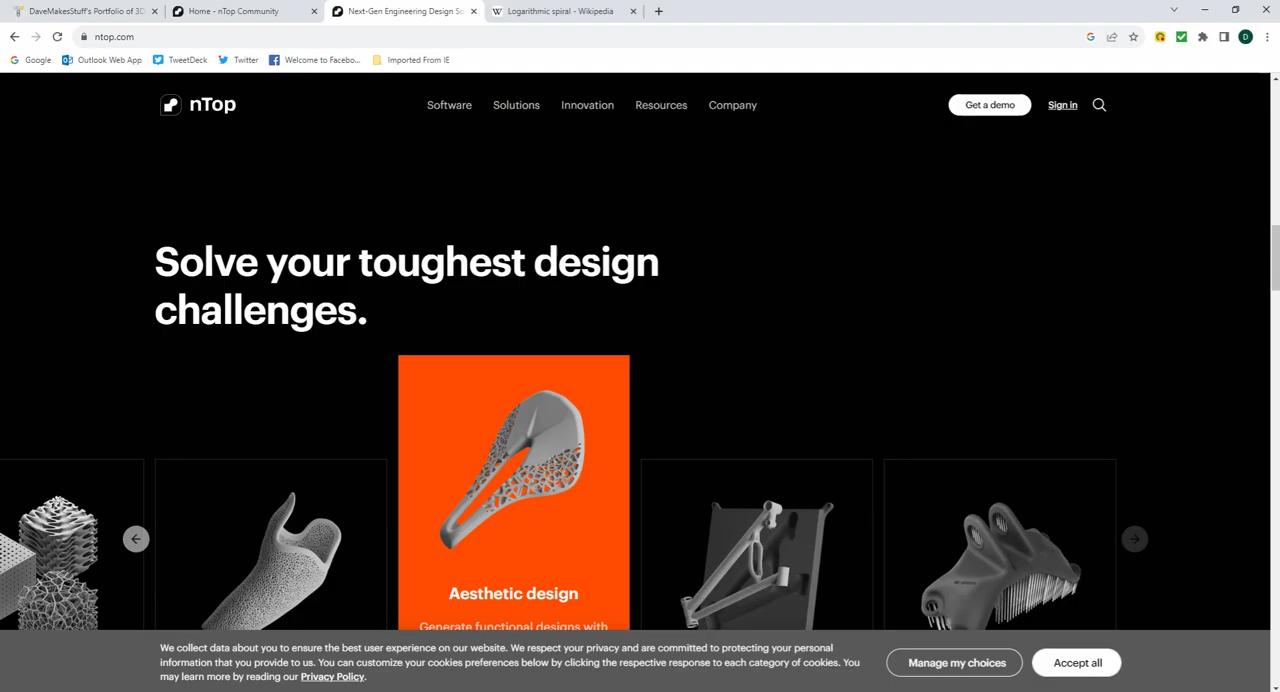 DaveMakesStuff's Portfolio of 3D
Home - nTop Community
Next-Gen Engineering Design So
Logarithmic spiral - Wikipedia
ntop.com
Google
Outlook Web App
TweetDeck
Twitter
Welcome to Facebo...
Imported From IE
nTop
Software
Solutions
Innovation
Resources
Company
Get a demo
Sign in
Solve your toughest design
challenges.
Aesthetic design
Generate functional designs with
We collect data about you to ensure the best user experience on our website. We respect your privacy and are committed to protecting your personal
information that you provide to us. You can customize your cookies preferences below by clicking the respective response to each category of cookies. You
may learn more by reading our Privacy Policy.
Manage my choices
Accept all